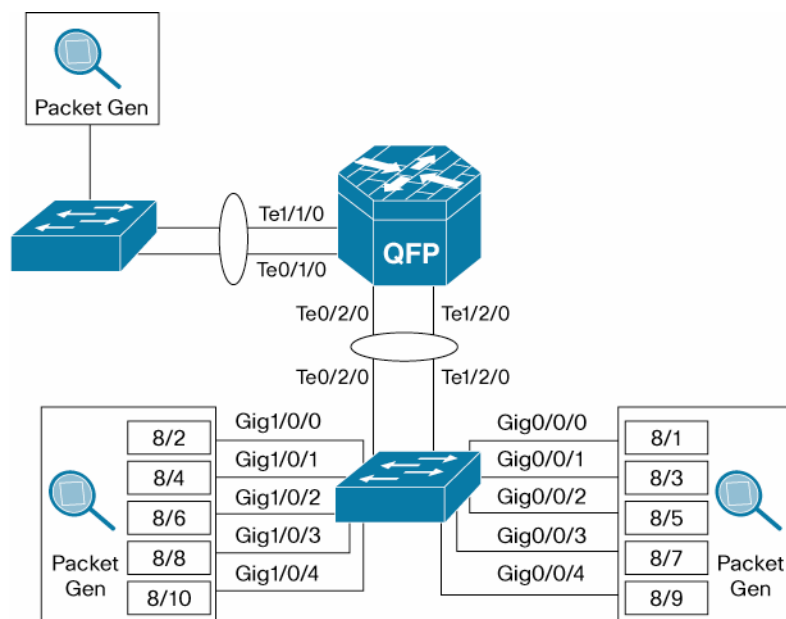 Packet Gen
Te1/1/0
Te0/1/0
QFP
Te0/2/0
Te1/2/0
Te0/2/0
Te1/2/0
8/2
8/4
8/6
8/8
8/10
Packet
Gen
Gig1/0/0
Gig1/0/1
Gig1/0/2
Gig1/0/3
Gig1/0/4
Gig0/0/0
Gig0/0/1
Gig0/0/2
Gig0/0/3
Gig0/0/4
8/1
8/3
8/5
8/7
8/9
Packet
Gen